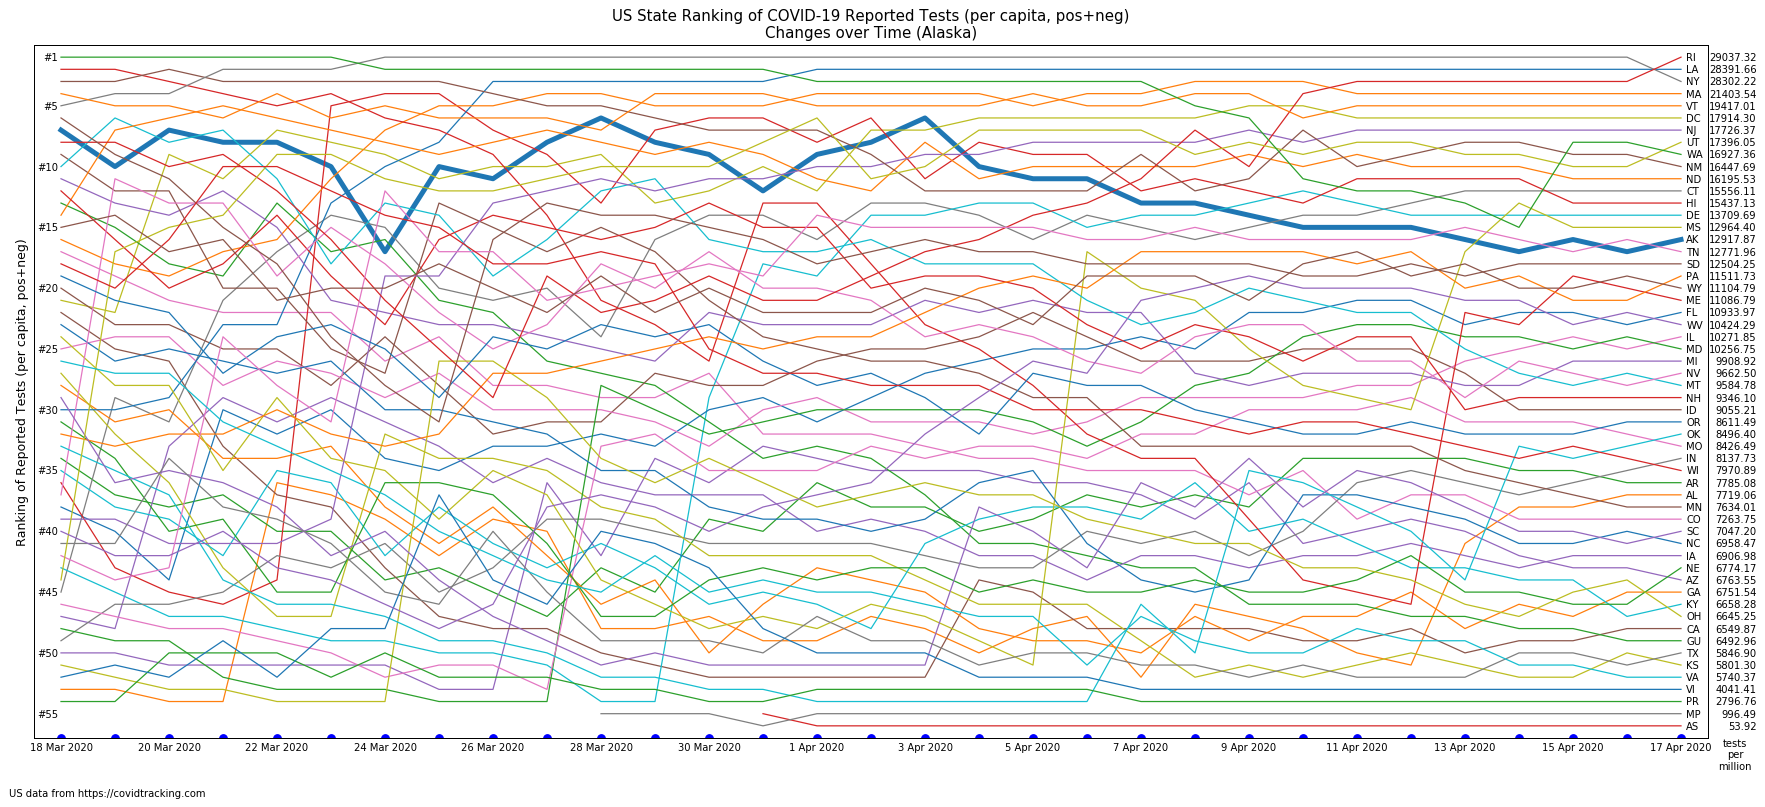 US State Ranking of COVID-19 Reported Tests (per capita, pos+neg)
Changes over Time (Alaska)
Ranking of Reported Tests (per capita, pos+neg)
#1
#5
#10
#15
#20
#25
#30
#35
#40
#45
#50
#55
RI 29037.32
LA 28391.66
NY 28302.22
MA 21403.54
VT 19417.01
DC 17914.30
NJ 17726.37
UT 17396.05
WA 16927.36
NM 16447.69
ND 16195.53
CT 15556.11
HI 15437.13
DE 13709.69
MS 12964.40
AK 12917.87
TN 12771.96
SD 12504.25
PA 11511.73
WY 11104.79
ME 11086.79
FL 10933.97
WV 10424.29
IL 10271.85
MD 10256.75
MI 9908.92
NV 9662.50
MT 9584.78
NH 9346.10
ID 9055.21
OR 8611.49
OK 8496.40
MO 8426.49
IN 8137.73
WI 7970.89
AR 7785.08
AL 7719.06
MN 7634.01
CO 7263.75
SC 7047.20
NC 6958.47
IA 6906.98
NE 6774.17
AZ 6763.55
GA 6751.54
KY 6658.28
OH 6645.25
CA 6549.87
GU 6492.96
TX 5846.90
KS 5801.30
VA 5740.37
VI 4041.41
PR 2796.76
MP 996.49
AS 53.92
18 Mar 2020 20 Mar 2020 22 Mar 2020 24 Mar 2020 26 Mar 2020 28 Mar 2020 30 Mar 2020 1 Apr 2020 3 Apr 2020 5 Apr 2020 7 Apr 2020 9 Apr 2020 11 Apr 2020 13 Apr 2020 15 Apr 2020 17 Apr 2020
tests
per
million
US data from https://covidtracking.com